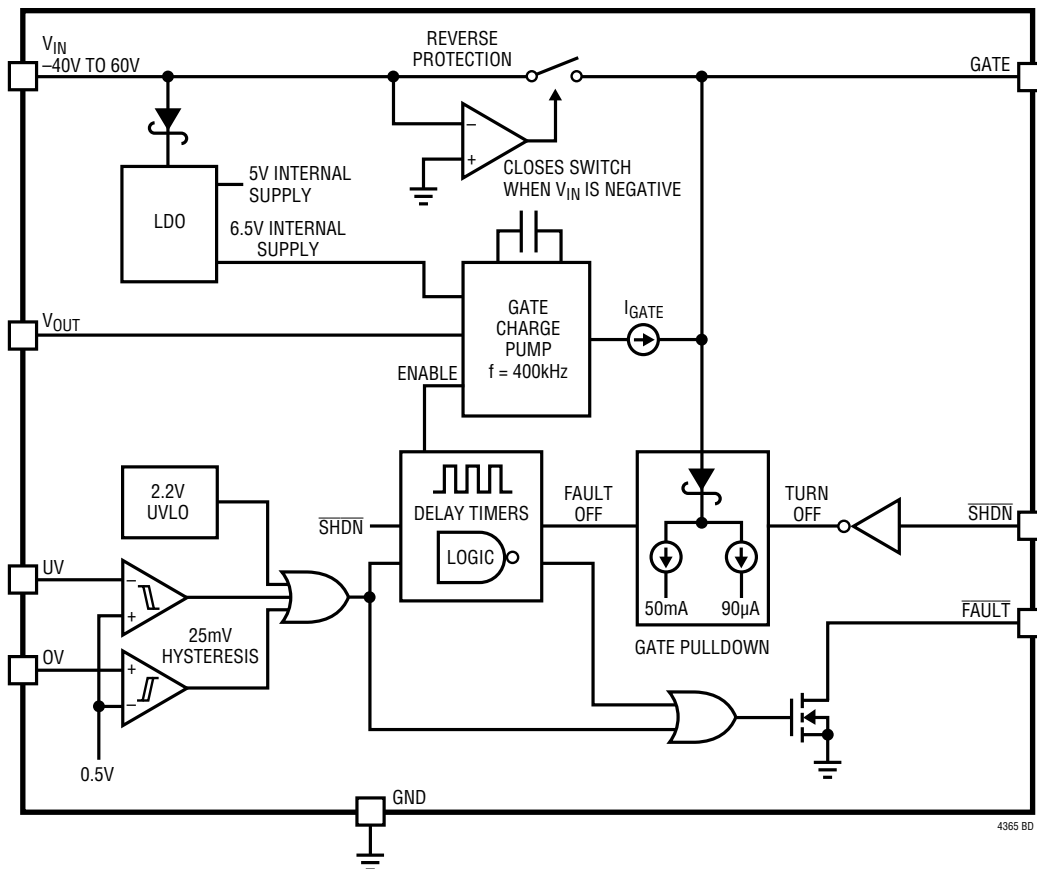 VIN
–40V TO 60V
REVERSE
PROTECTION
GATE
–
+
CLOSES SWITCH
WHEN VIN IS NEGATIVE
LDO
5V INTERNAL
SUPPLY
6.5V INTERNAL
SUPPLY
VOUT
GATE
CHARGE
PUMP
f = 400kHz
IGATE
ENABLE
2.2V
UVLO
SHDN
DELAY TIMERS
LOGIC
FAULT
OFF
TURN
OFF
SHDN
50mA
90µA
GATE PULLDOWN
FAULT
UV
–
+
25mV
HYSTERESIS
OV
+
–
0.5V
GND
4365 BD